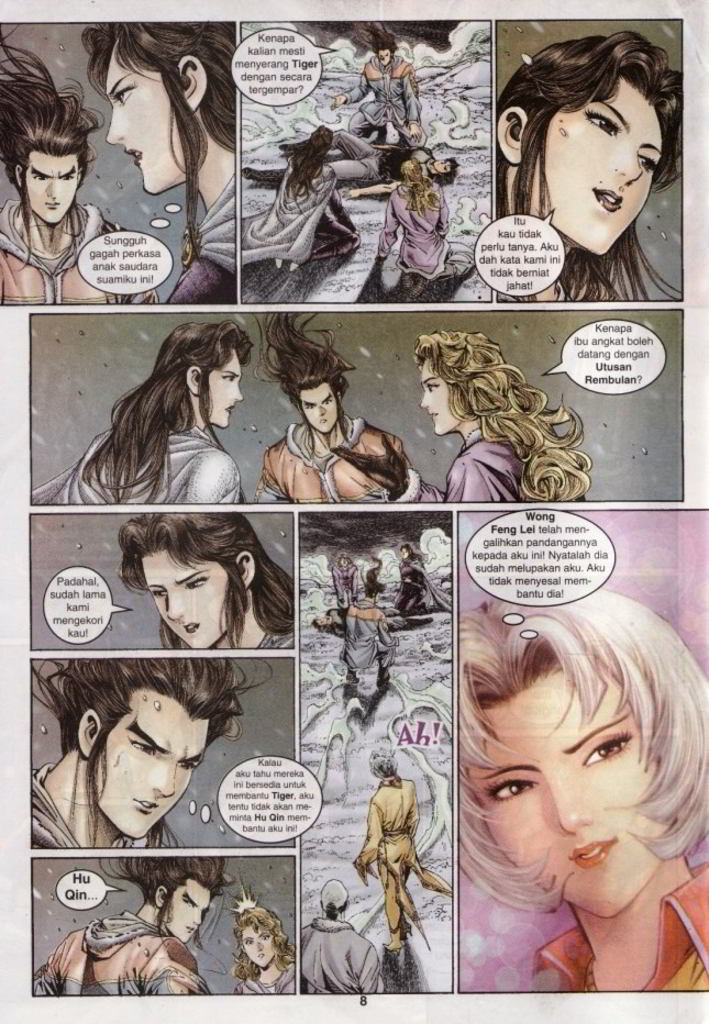 Sungguh
gagah perkasa
anak saudara
suamiku ini!
Kenapa
kalian mesti
menyerang Tiger
dengan secara
tergempar?
Itu
kau tidak
perlu tanya. Aku
dah kata kami ini
tidak berniat
jahat!
Kenapa
ibu angkat boleh
datang dengan
Utusan
Rembulan?
Padahal,
sudah lama
kami
mengekori
kau!
Kalau
aku tahu mereka
ini bersedia untuk
membantu Tiger, aku
tentu tidak akan me-
minta Hu Qin mem-
bantu aku ini!
Hu
Qin...
Ah!
Wong
Feng Lei telah men-
galihkan pandangannya
kepada aku ini! Nyatalah dia
sudah melupakan aku. Aku
tidak menyesal mem-
bantu dia!
8